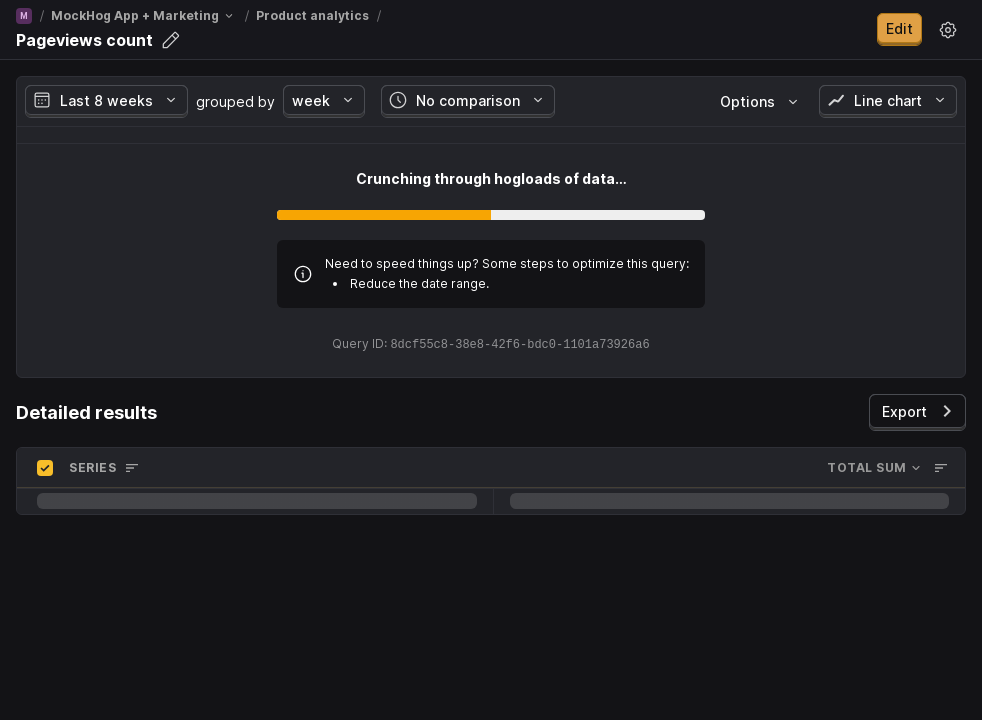 M / MockHog App + Marketing / Product analytics /
Pageviews count
Edit
Last 8 weeks grouped by week No comparison Options Line chart
Crunching through hogloads of data...
Need to speed things up? Some steps to optimize this query:
• Reduce the date range.
Query ID: 8dcf55c8-38e8-42f6-bdc0-1101a73926a6
Detailed results
Export
SERIES TOTAL SUM